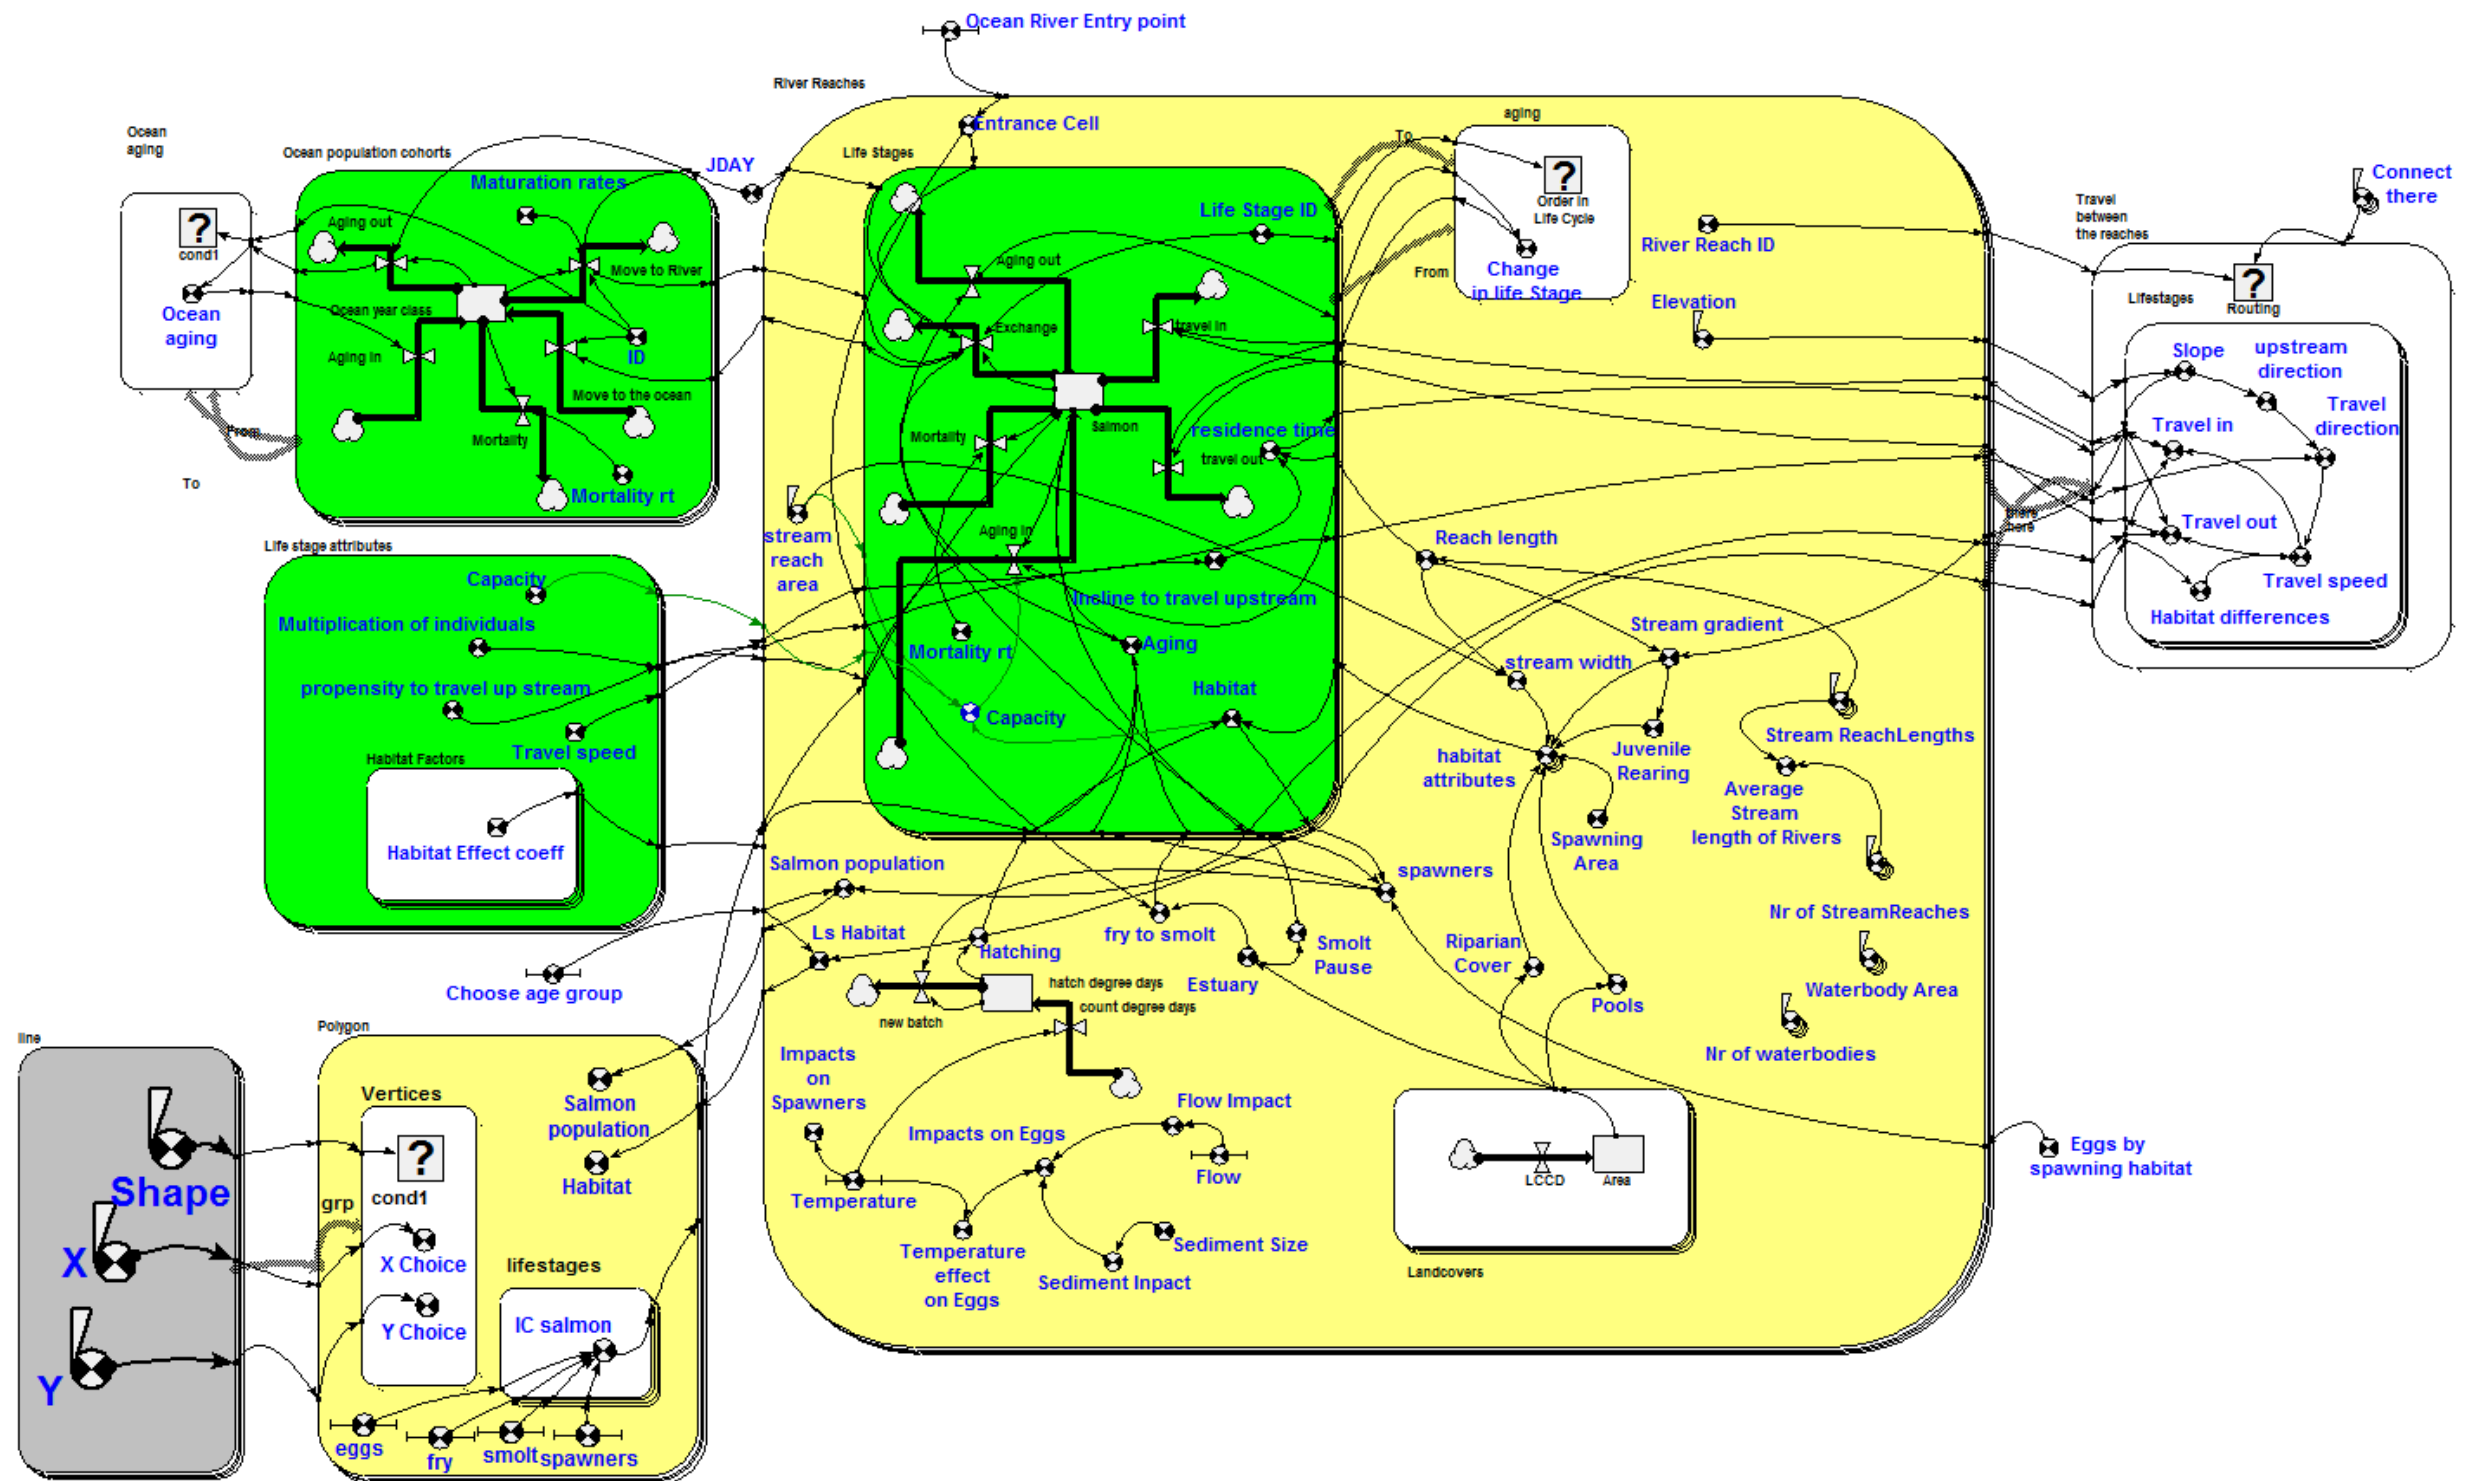 Ocean River Entry point
River Reaches
Ocean
aging
Ocean population cohorts
JDAY
Entrance Cell
Life Stages
aging
To
?
cond1
Ocean
aging
From
To
Maturation rates
Aging out
Move to River
Ocean year class
Aging in
ID
Move to the ocean
Mortality
Mortality rt
Life Stage ID
Aging out
Exchange
travel in
Salmon
Mortality
residence time
travel out
Aging in
Incline to travel upstream
Mortality rt
Aging
Habitat
Capacity
?
Order in
Life Cycle
Change
in life Stage
From
River Reach ID
Elevation
Connect
there
Travel
between
the reaches
Lifestages
?
Routing
Slope
upstream
direction
Travel
direction
Travel in
Travel out
Travel speed
Habitat differences
there
here
Life stage attributes
Capacity
Multiplication of individuals
propensity to travel up stream
Travel speed
Habitat Factors
Habitat Effect coeff
stream
reach
area
Reach length
Stream gradient
stream width
habitat
attributes
Juvenile
Rearing
Spawning
Area
Stream ReachLengths
Average
Stream
length of Rivers
Nr of StreamReaches
Waterbody Area
Nr of waterbodies
Salmon population
Ls Habitat
Hatching
fry to smolt
Estuary
Smolt
Pause
spawners
Riparian
Cover
Pools
hatch degree days
count degree days
new batch
Impacts
on
Spawners
Temperature
Impacts on Eggs
Flow Impact
Flow
Temperature
effect
on Eggs
Sediment Size
Sediment Inpact
LCCD
Area
Landcovers
Eggs by
spawning habitat
Choose age group
line
Shape
X
Y
Polygon
Vertices
?
cond1
grp
X Choice
Y Choice
Salmon
population
Habitat
lifestages
IC salmon
eggs
fry
smolt
spawners